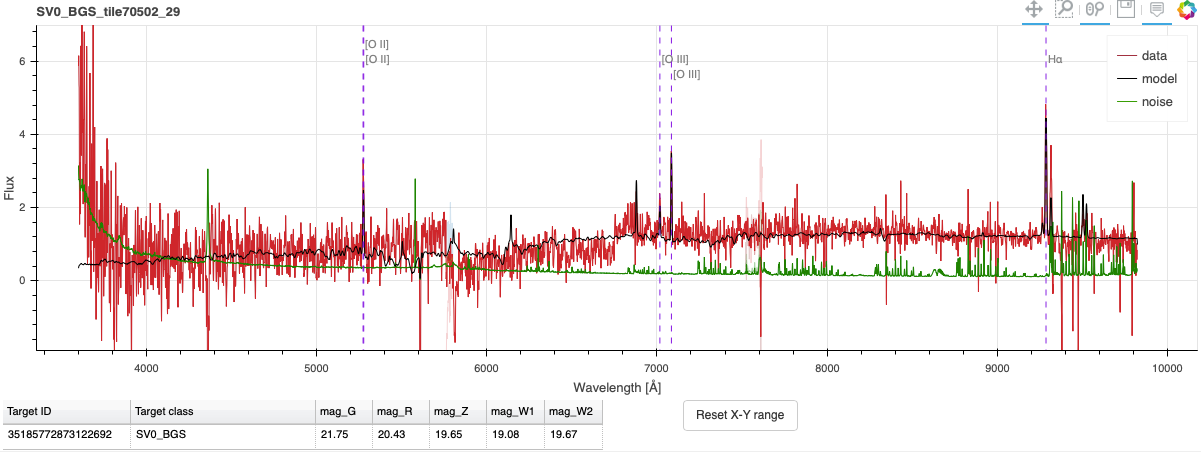 SV0_BGS_tile70502_29
[O II]
[O II]
[O III]
[O III]
Hα
data
model
noise
6
4
2
0
Flux
4000 5000 6000 7000 8000 9000 10000
Wavelength [Å]
Target ID Target class mag_G mag_R mag_Z mag_W1 mag_W2
35185772873122692 SV0_BGS 21.75 20.43 19.65 19.08 19.67
Reset X-Y range